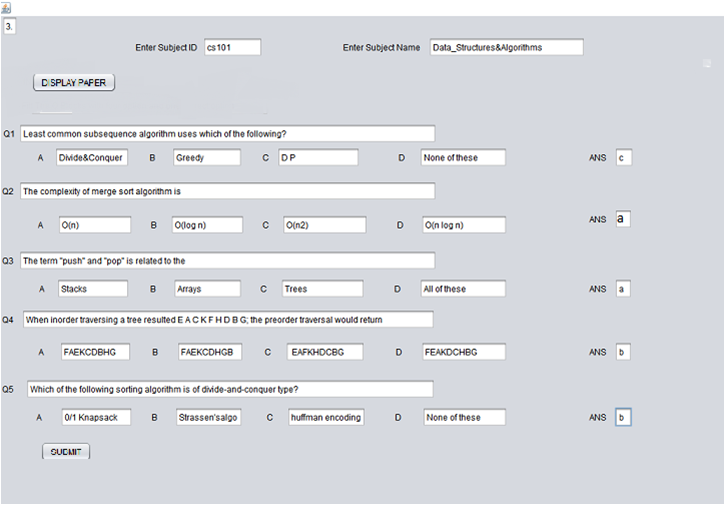 3.
Enter Subject ID cs101 Enter Subject Name Data_Structures&Algorithms
DISPLAY PAPER
Q1 Least common subsequence algorithm uses which of the following?
A Divide&Conquer B Greedy C D P D None of these ANS c
Q2 The complexity of merge sort algorithm is
A O(n) B O(log n) C O(n2) D O(n log n) ANS a
Q3 The term "push" and "pop" is related to the
A Stacks B Arrays C Trees D All of these ANS a
Q4 When inorder traversing a tree resulted E A C K F H D B G; the preorder traversal would return
A FAEKCDBHG B FAEKCDHGB C EAFKHDCBG D FEAKDCHBG ANS b
Q5 Which of the following sorting algorithm is of divide-and-conquer type?
A 0/1 Knapsack B Strassen'salgo C huffman encoding D None of these ANS b
SUBMIT